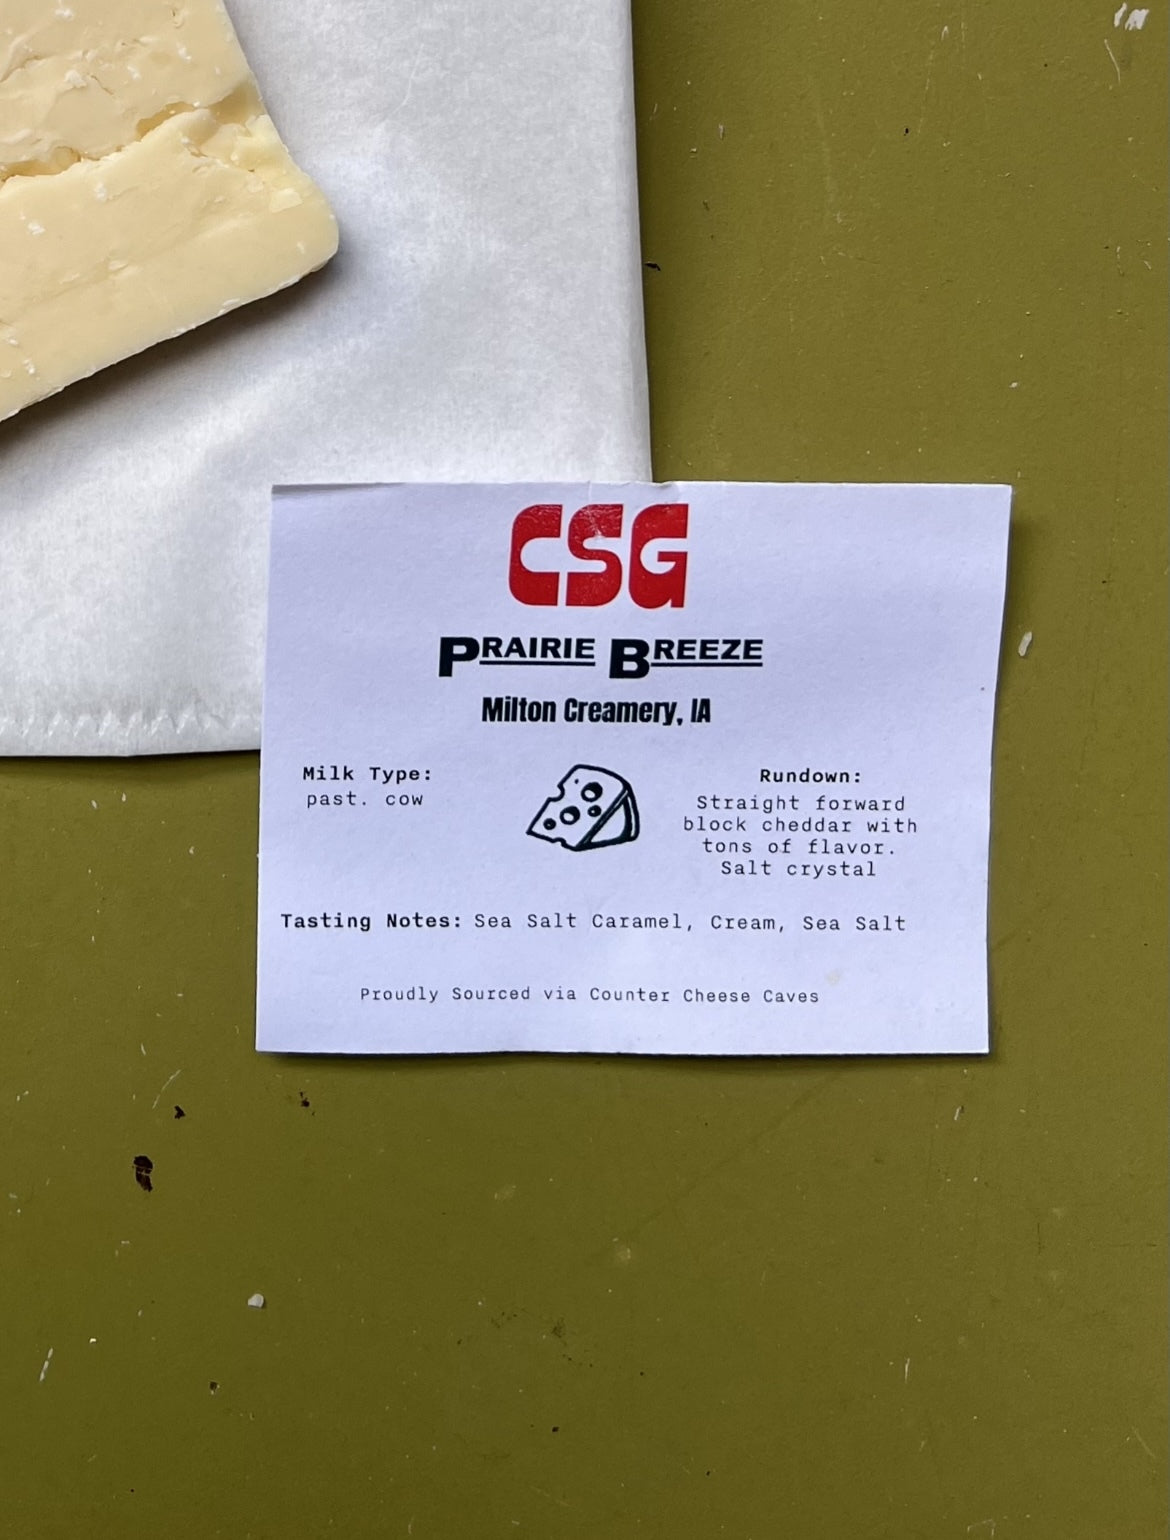 CSG
PRAIRIE BREEZE
Milton Creamery, IA
Milk Type:
past. cow
Rundown:
Straight forward
block cheddar with
tons of flavor.
Salt crystal
Tasting Notes: Sea Salt Caramel, Cream, Sea Salt
Proudly Sourced via Counter Cheese Caves